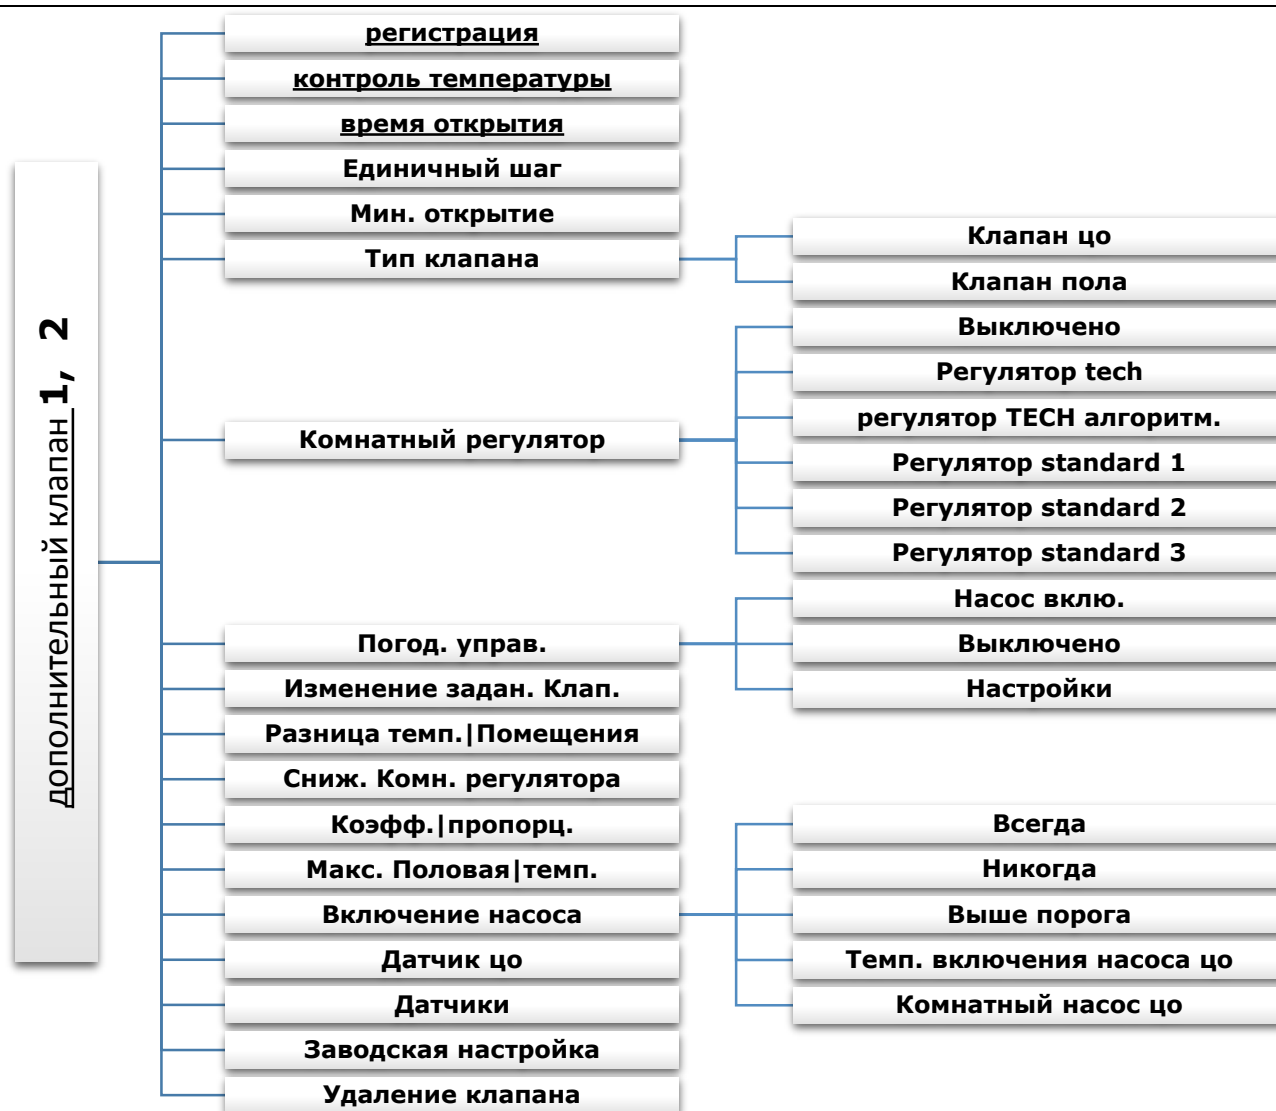 дополнительный клапан 1, 2
регистрация
контроль температуры
время открытия
Единичный шаг
Мин. открытие
Тип клапана
Клапан цо
Клапан пола
Комнатный регулятор
Выключено
Регулятор tech
регулятор TECH алгоритм.
Регулятор standard 1
Регулятор standard 2
Регулятор standard 3
Погод. управ.
Насос вклю.
Выключено
Настройки
Изменение задан. Клап.
Разница темп.|Помещения
Сниж. Комн. регулятора
Коэфф.|пропорц.
Макс. Половая|темп.
Включение насоса
Всегда
Никогда
Выше порога
Темп. включения насоса цо
Комнатный насос цо
Датчик цо
Датчики
Заводская настройка
Удаление клапана